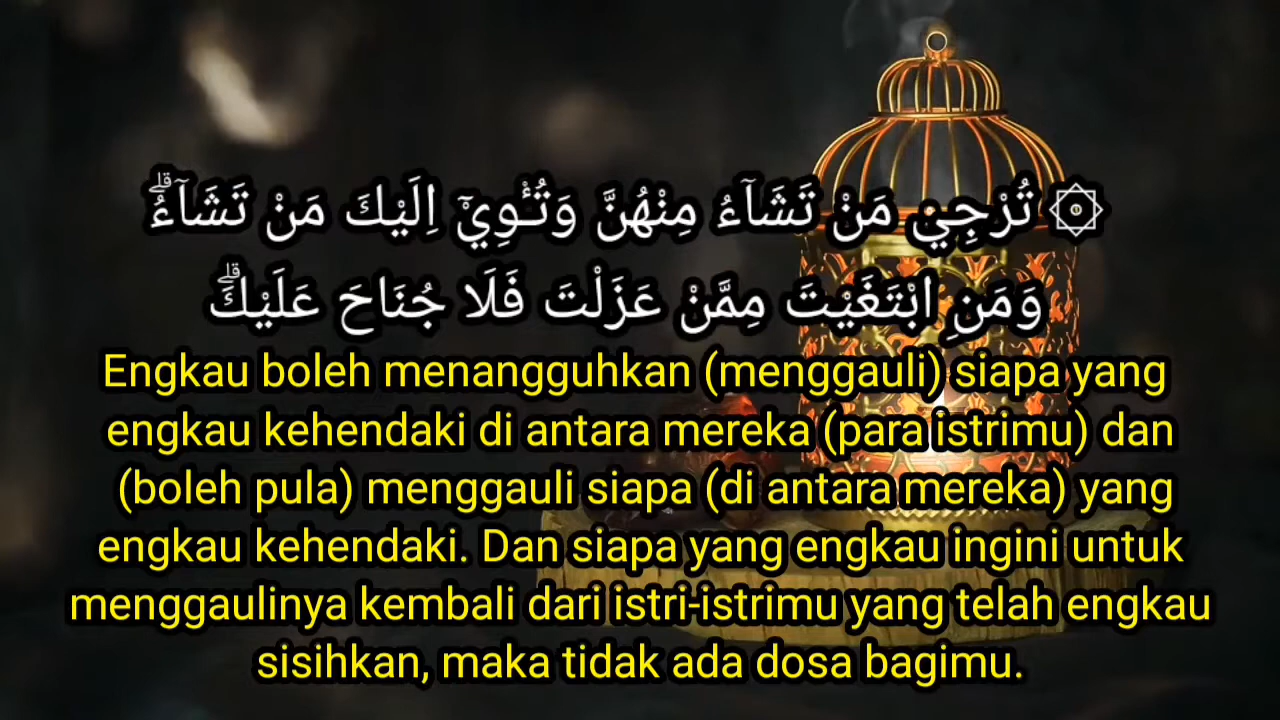 ۞ تُرْجِيْ مَنْ تَشَاۤءُ مِنْهُنَّ وَتُـْٔوِيْٓ اِلَيْكَ مَنْ تَشَاۤءُۗ
وَمَنِ ابْتَغَيْتَ مِمَّنْ عَزَلْتَ فَلَا جُنَاحَ عَلَيْكَۗ
Engkau boleh menangguhkan (menggauli) siapa yang
engkau kehendaki di antara mereka (para istrimu) dan
(boleh pula) menggauli siapa (di antara mereka) yang
engkau kehendaki. Dan siapa yang engkau ingini untuk
menggaulinya kembali dari istri-istrimu yang telah engkau
sisihkan, maka tidak ada dosa bagimu.